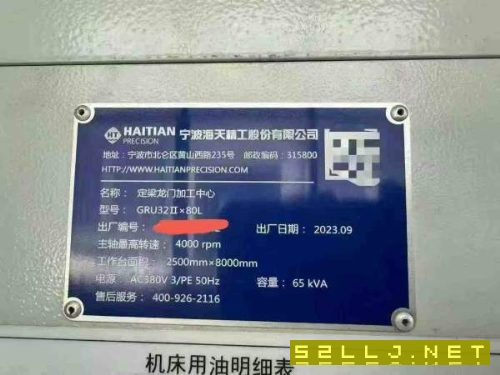 HT HAITIAN PRECISION 宁波海天精工股份有限公司
地址：宁波市北仑区黄山西路235号 邮政编码：315800
HTTP://WWW.HAITIANPRECISION.COM
名称：定梁龙门加工中心
型号：GRU32Ⅱ×80L
出厂编号： 出厂日期：2023.09
主轴最高转速：4000 rpm
工作台面积：2500mm×8000mm
电源：AC380V 3/PE 50Hz 容量：65 kVA
售后服务：400-926-2116
机床用油明细表
52LLJ.NET